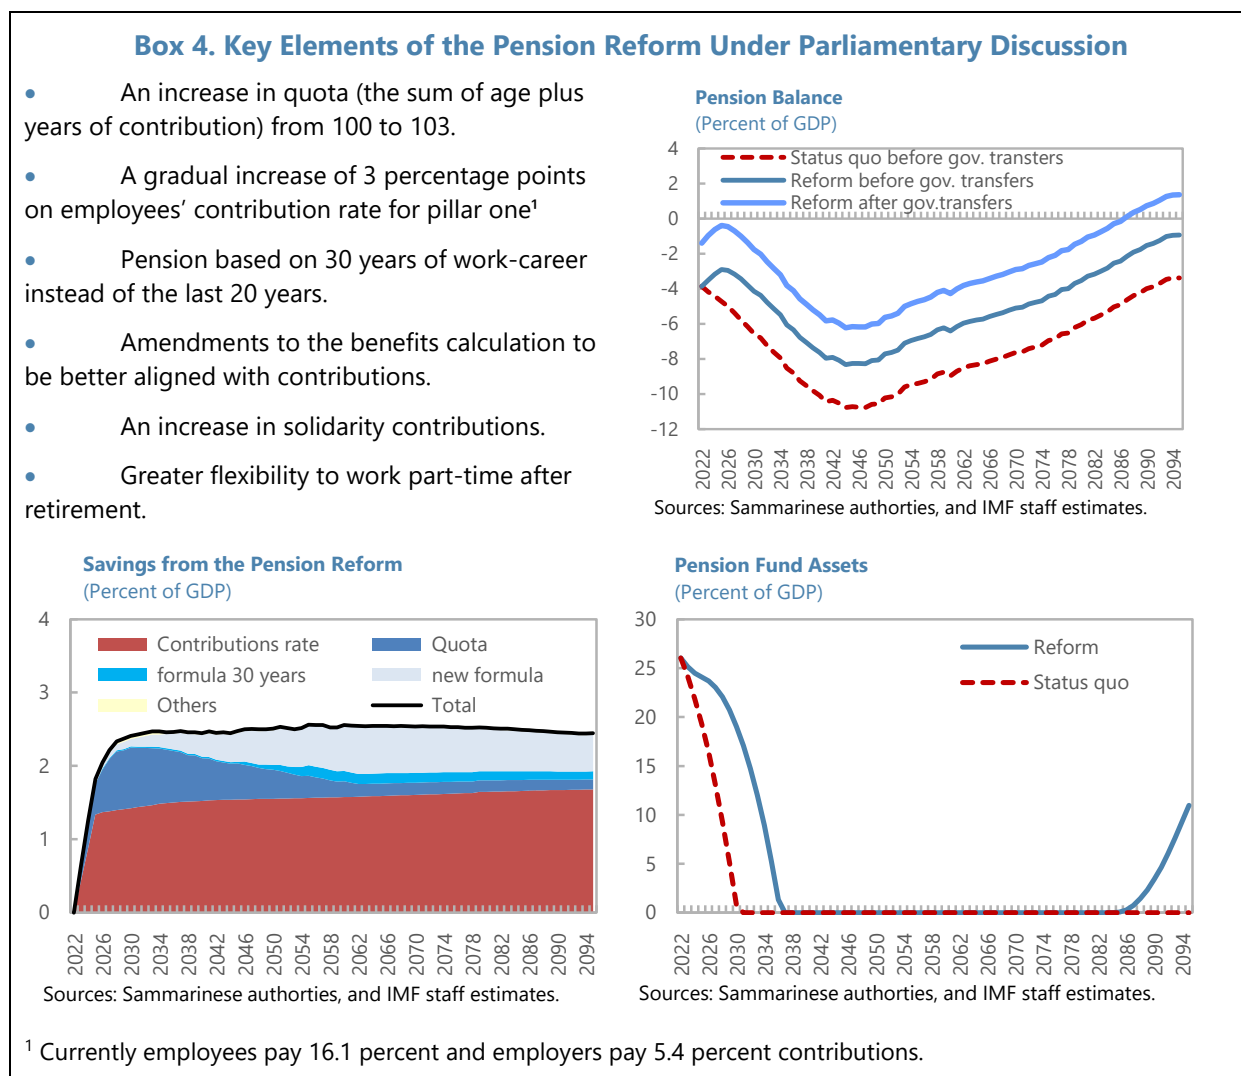 Box 4. Key Elements of the Pension Reform Under Parliamentary Discussion
• An increase in quota (the sum of age plus
years of contribution) from 100 to 103.
• A gradual increase of 3 percentage points
on employees’ contribution rate for pillar one¹
• Pension based on 30 years of work-career
instead of the last 20 years.
• Amendments to the benefits calculation to
be better aligned with contributions.
• An increase in solidarity contributions.
• Greater flexibility to work part-time after
retirement.
Pension Balance
(Percent of GDP)
4
2
0
-2
-4
-6
-8
-10
-12
Status quo before gov. transters
Reform before gov. transfers
Reform after gov.transfers
2022 2026 2030 2034 2038 2042 2046 2050 2054 2058 2062 2066 2070 2074 2078 2082 2086 2090 2094
Sources: Sammarinese authorties, and IMF staff estimates.
Savings from the Pension Reform
(Percent of GDP)
4
3
2
1
0
Contributions rate Quota
formula 30 years new formula
Others Total
2022 2026 2030 2034 2038 2042 2046 2050 2054 2058 2062 2066 2070 2074 2078 2082 2086 2090 2094
Sources: Sammarinese authorties, and IMF staff estimates.
Pension Fund Assets
(Percent of GDP)
30
25
20
15
10
5
0
Reform
Status quo
2022 2026 2030 2034 2038 2042 2046 2050 2054 2058 2062 2066 2070 2074 2078 2082 2086 2090 2094
Sources: Sammarinese authorties, and IMF staff estimates.
¹ Currently employees pay 16.1 percent and employers pay 5.4 percent contributions.